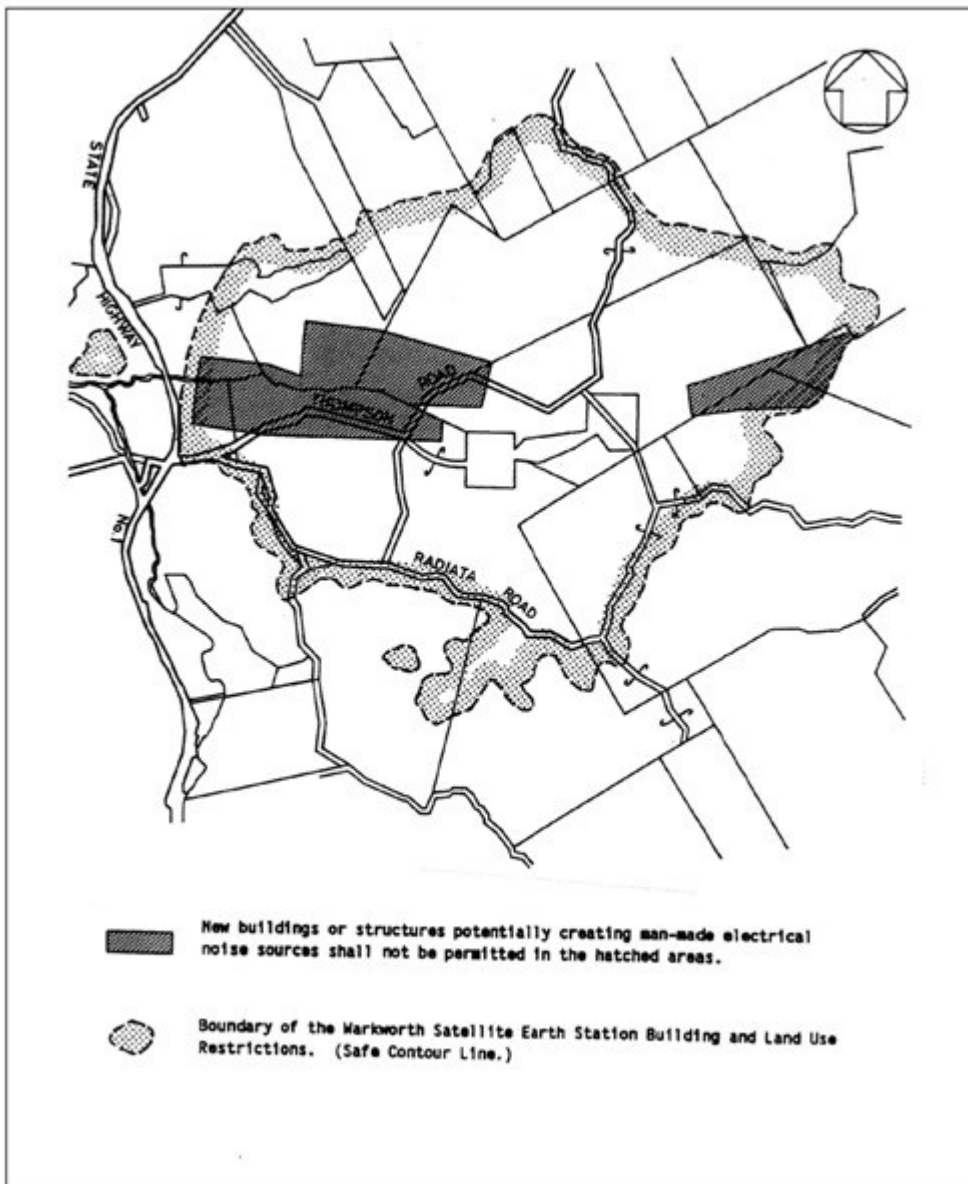 STATE
HIGHWAY
No.1
THOMPSON
ROAD
RADIATA
ROAD
New buildings or structures potentially creating man-made electrical
noise sources shall not be permitted in the hatched areas.
Boundary of the Warkworth Satellite Earth Station Building and Land Use
Restrictions. (Safe Contour Line.)